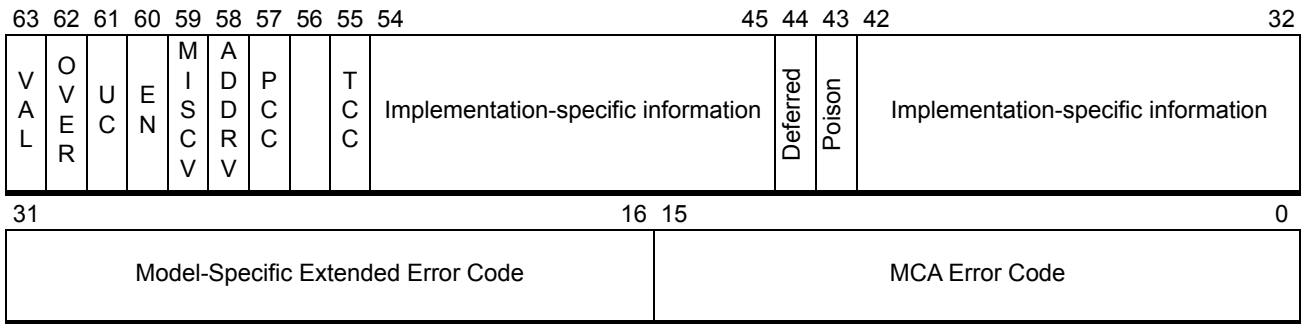 63 62 61 60 59 58 57 56 55 54 45 44 43 42 32
VAL OVER UC EN MISCV ADDRV PCC TCC Implementation-specific information Deferred Poison Implementation-specific information
31 16 15 0
Model-Specific Extended Error Code MCA Error Code